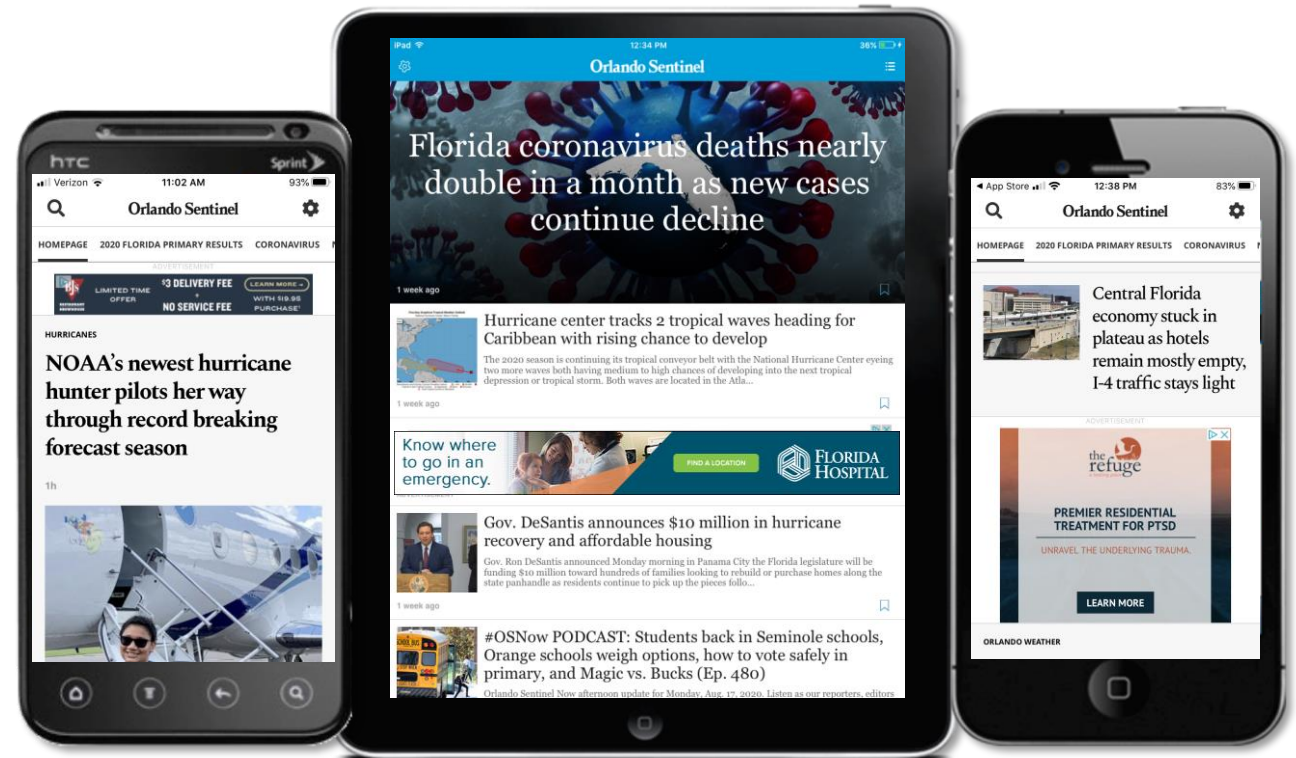 htc
Sprint
Verizon
11:02 AM
93%
Orlando Sentinel
HOMEPAGE 2020 FLORIDA PRIMARY RESULTS CORONAVIRUS
ADVERTISEMENT
BJ's
RESTAURANT
BREWHOUSE
LIMITED TIME
OFFER
$3 DELIVERY FEE
+
NO SERVICE FEE
LEARN MORE
WITH $19.95
PURCHASE*
HURRICANES
NOAA's newest hurricane
hunter pilots her way
through record breaking
forecast season
1h
iPad
12:34 PM
36%
Orlando Sentinel
Florida coronavirus deaths nearly
double in a month as new cases
continue decline
1 week ago
Hurricane center tracks 2 tropical waves heading for
Caribbean with rising chance to develop
The 2020 season is continuing its tropical conveyor belt with the National Hurricane Center eyeing
two more waves both having medium to high chances of developing into the next tropical
depression or tropical storm. Both waves are located in the Atla...
1 week ago
Know where
to go in an
emergency.
FIND A LOCATION
FLORIDA
HOSPITAL
Gov. DeSantis announces $10 million in hurricane
recovery and affordable housing
Gov. Ron DeSantis announced Monday morning in Panama City the Florida legislature will be
funding $10 million toward hundreds of families looking to rebuild or purchase homes along the
state panhandle as residents continue to pick up the pieces follo...
1 week ago
SCHOOL BUS
#OSNow PODCAST: Students back in Seminole schools,
Orange schools weigh options, how to vote safely in
primary, and Magic vs. Bucks (Ep. 480)
Orlando Sentinel Now afternoon update for Monday, Aug. 17, 2020. Listen as our reporters, editors
App Store
12:38 PM
83%
Orlando Sentinel
HOMEPAGE 2020 FLORIDA PRIMARY RESULTS CORONAVIRUS
Central Florida
economy stuck in
plateau as hotels
remain mostly empty,
I-4 traffic stays light
ADVERTISEMENT
the
refuge
PREMIER RESIDENTIAL
TREATMENT FOR PTSD
UNRAVEL THE UNDERLYING TRAUMA.
LEARN MORE
ORLANDO WEATHER